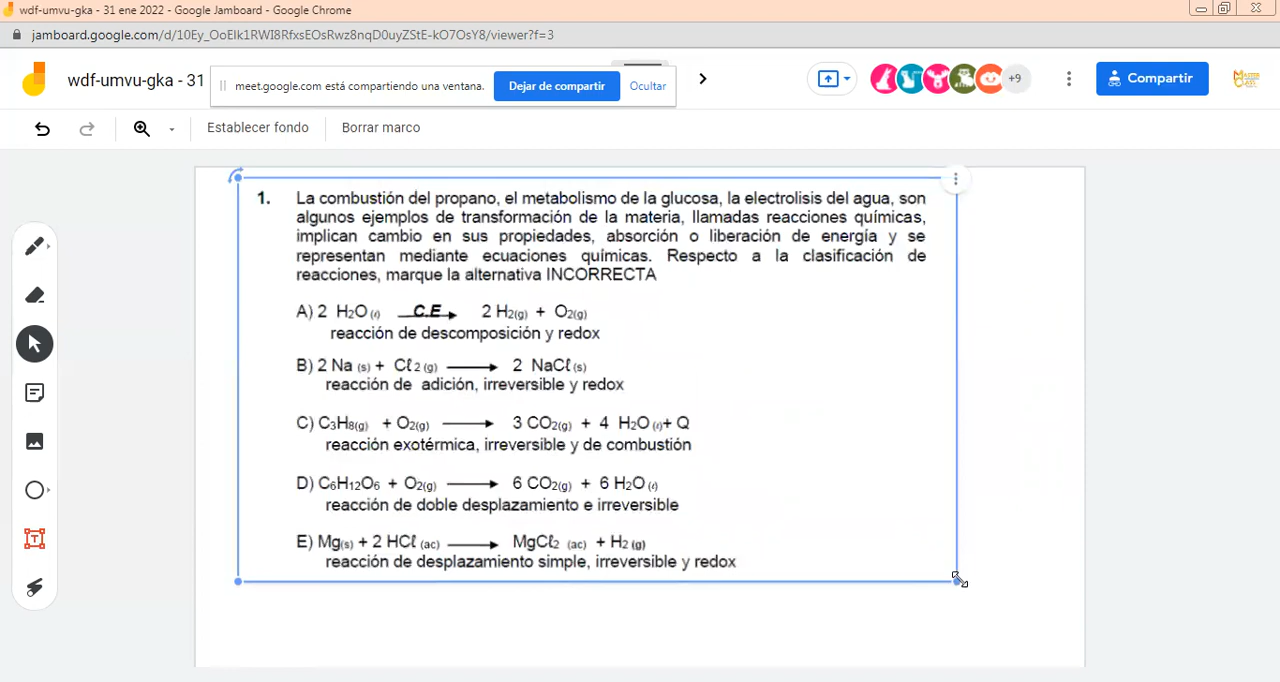 wdf-umvu-gka - 31 ene 2022 - Google Jamboard - Google Chrome
jamboard.google.com/d/10Ey_OoEIk1RWI8RfxsEOsRwz8nqD0uyZStE-kO7OsY8/viewer?f=3
wdf-umvu-gka - 31
está compartiendo una ventana.
Dejar de compartir
Ocultar
+9
Compartir
Establecer fondo
Borrar marco
1. La combustión del propano, el metabolismo de la glucosa, la electrolisis del agua, son
algunos ejemplos de transformación de la materia, llamadas reacciones químicas,
implican cambio en sus propiedades, absorción o liberación de energía y se
representan mediante ecuaciones químicas. Respecto a la clasificación de
reacciones, marque la alternativa INCORRECTA
A) 2 H2O (ℓ) C.E → 2 H2(g) + O2(g)
reacción de descomposición y redox
B) 2 Na (s) + Cℓ 2 (g) → 2 NaCℓ (s)
reacción de adición, irreversible y redox
C) C3H8(g) + O2(g) → 3 CO2(g) + 4 H2O (ℓ)+ Q
reacción exotérmica, irreversible y de combustión
D) C6H12O6 + O2(g) → 6 CO2(g) + 6 H2O (ℓ)
reacción de doble desplazamiento e irreversible
E) Mg(s) + 2 HCℓ (ac) → MgCℓ2 (ac) + H2 (g)
reacción de desplazamiento simple, irreversible y redox